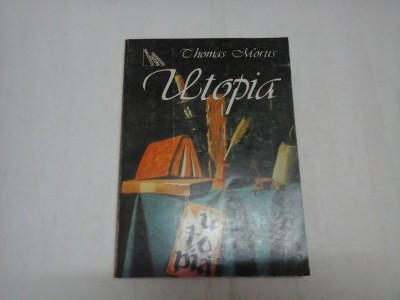 Thomas Morus
Utopia
u
to
pia